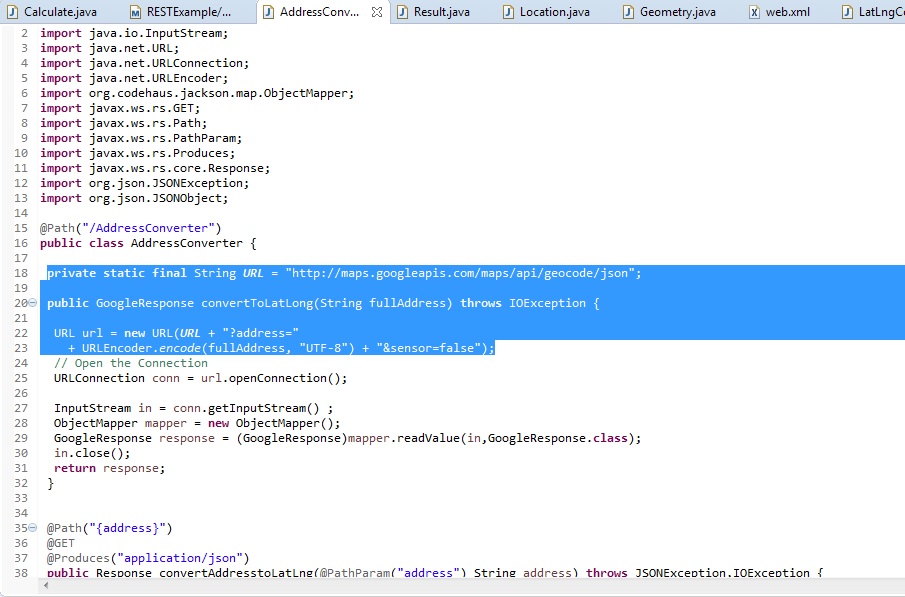 Calculate.java RESTExample/... AddressConv... Result.java Location.java Geometry.java web.xml LatLngCo
2 import java.io.InputStream;
3 import java.net.URL;
4 import java.net.URLConnection;
5 import java.net.URLEncoder;
6 import org.codehaus.jackson.map.ObjectMapper;
7 import javax.ws.rs.GET;
8 import javax.ws.rs.Path;
9 import javax.ws.rs.PathParam;
10 import javax.ws.rs.Produces;
11 import javax.ws.rs.core.Response;
12 import org.json.JSONException;
13 import org.json.JSONObject;
14
15 @Path("/AddressConverter")
16 public class AddressConverter {
17
18 private static final String URL = "http://maps.googleapis.com/maps/api/geocode/json";
19
20 public GoogleResponse convertToLatLong(String fullAddress) throws IOException {
21
22 URL url = new URL(URL + "?address="
23 + URLEncoder.encode(fullAddress, "UTF-8") + "&sensor=false");
24 // Open the Connection
25 URLConnection conn = url.openConnection();
26
27 InputStream in = conn.getInputStream() ;
28 ObjectMapper mapper = new ObjectMapper();
29 GoogleResponse response = (GoogleResponse)mapper.readValue(in,GoogleResponse.class);
30 in.close();
31 return response;
32 }
33
34
35 @Path("{address}")
36 @GET
37 @Produces("application/json")
38 public Response convertAddresstoLatLng(@PathParam("address") String address) throws JSONException,IOException {